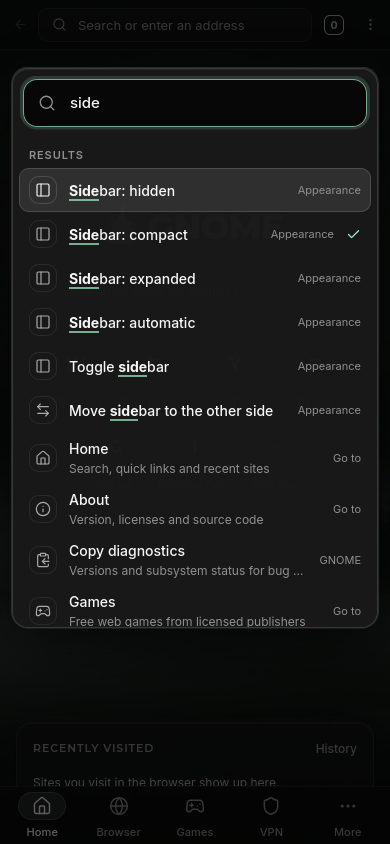 Search or enter an address
0
side
RESULTS
Sidebar: hidden
Appearance
Sidebar: compact
Appearance
Sidebar: expanded
Appearance
Sidebar: automatic
Appearance
Toggle sidebar
Appearance
Move sidebar to the other side
Appearance
Home
Search, quick links and recent sites
Go to
About
Version, licenses and source code
Go to
Copy diagnostics
Versions and subsystem status for bug ...
GNOME
Games
Free web games from licensed publishers
Go to
RECENTLY VISITED
History
Sites you visit in the browser show up here.
Home
Browser
Games
VPN
More